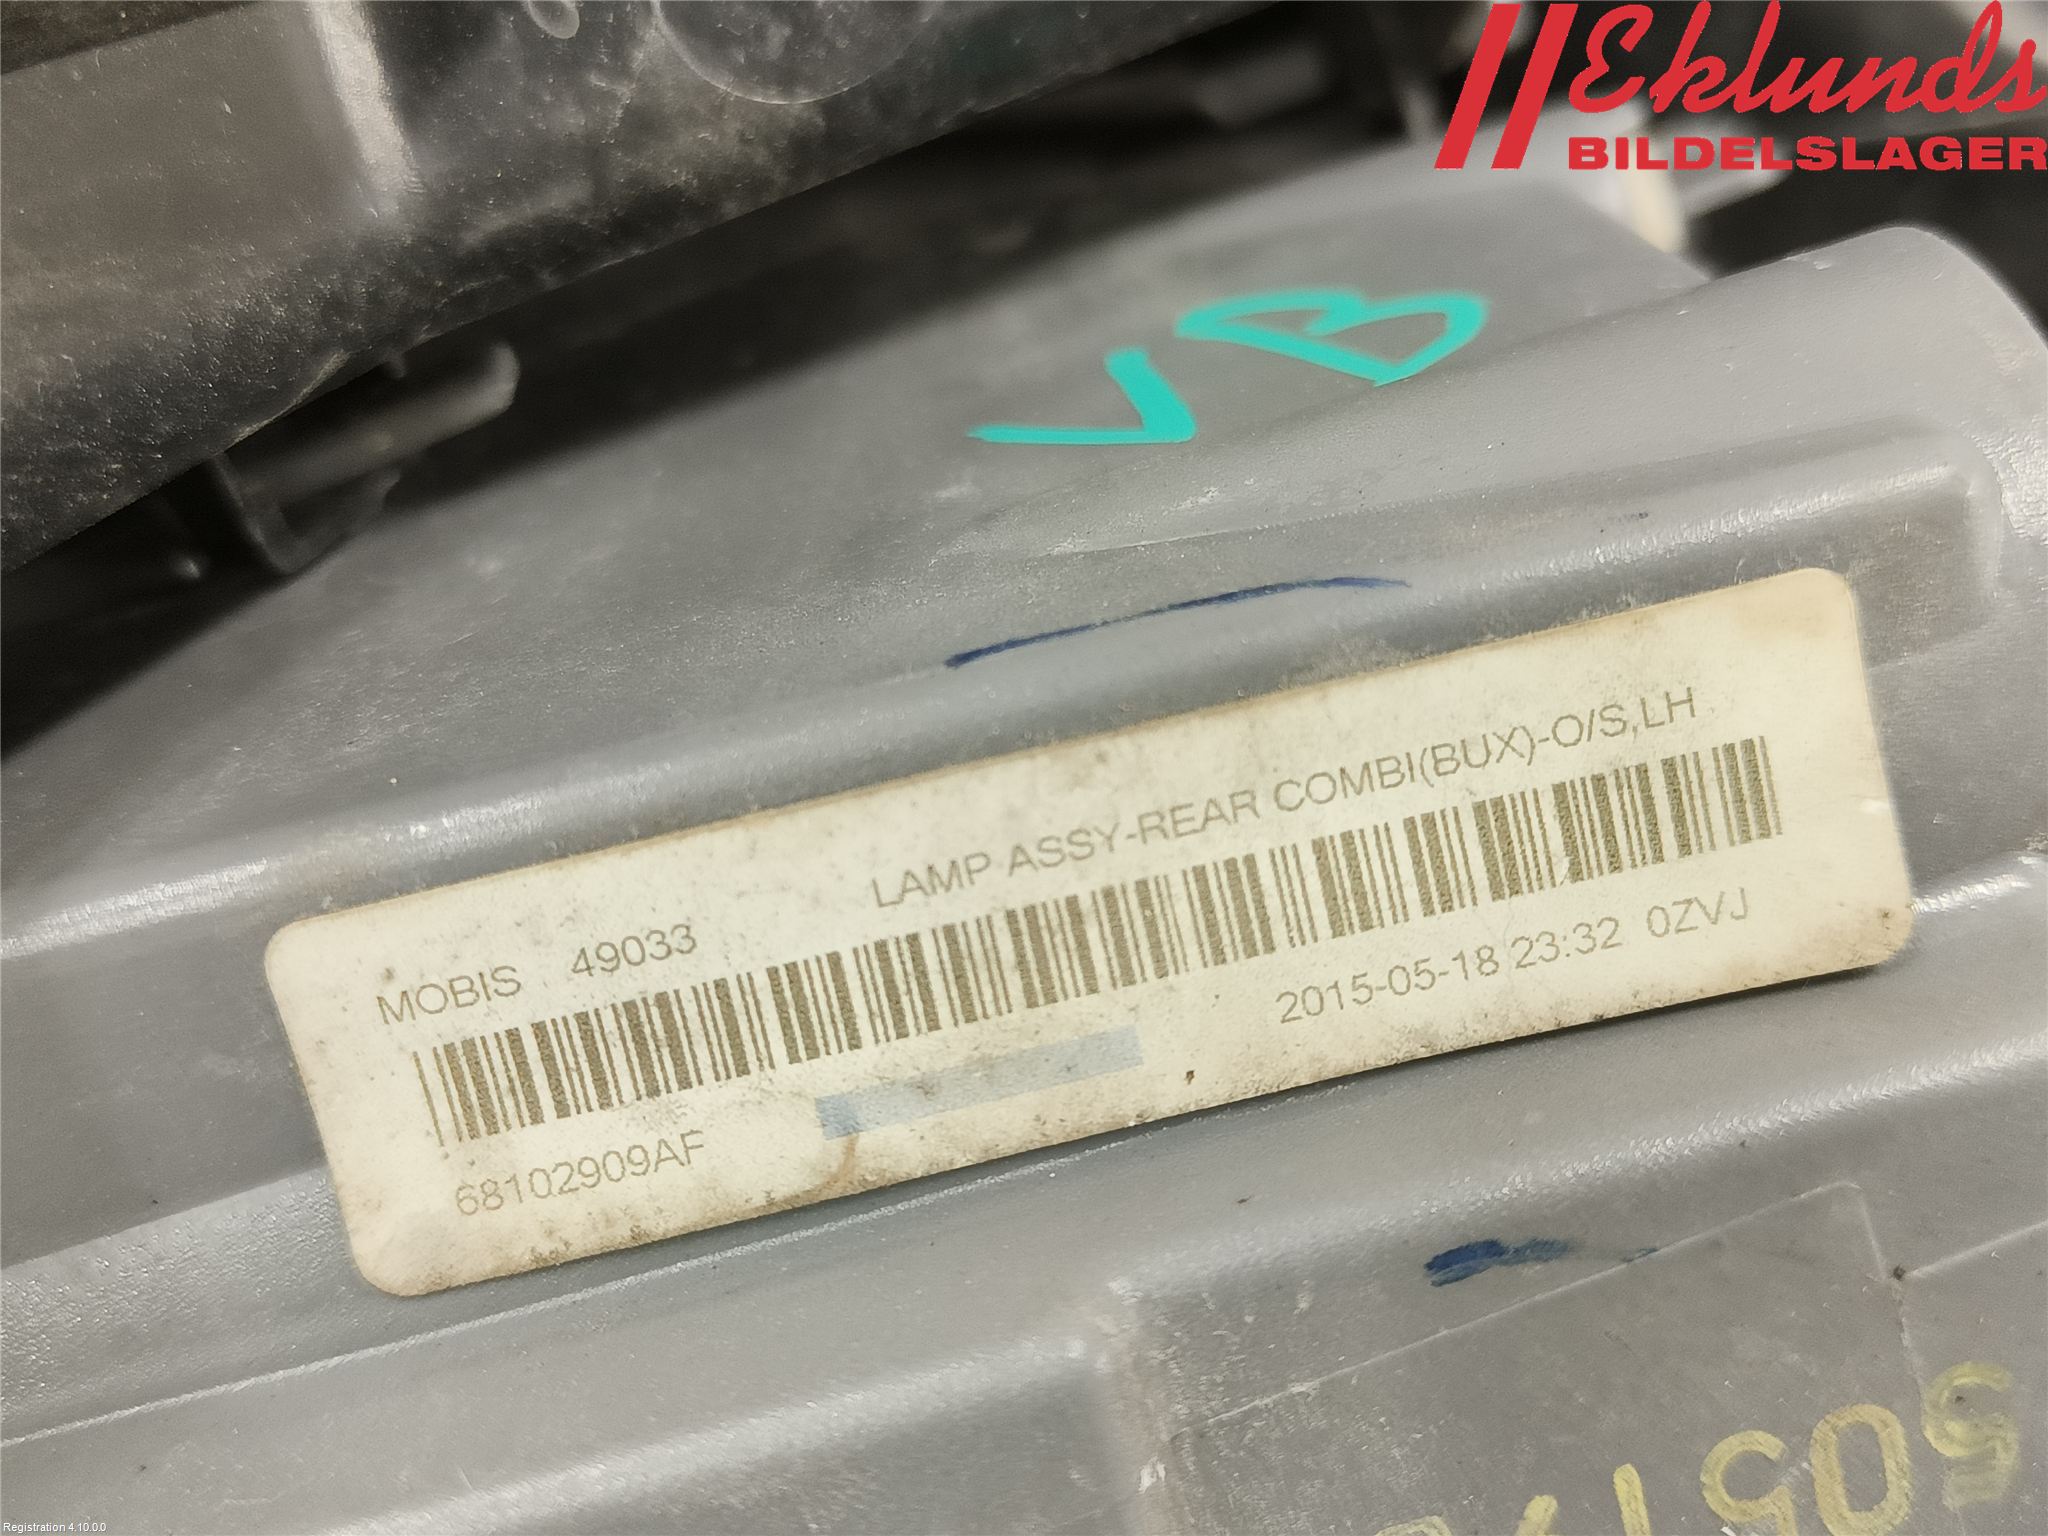 Eklunds
BILDELSLAGER
VB
LAMP ASSY-REAR COMBI(BUX)-O/S,LH
MOBIS 49033
2015-05-18 23:32 0ZVJ
68102909AF
Registration 4.10.0.0